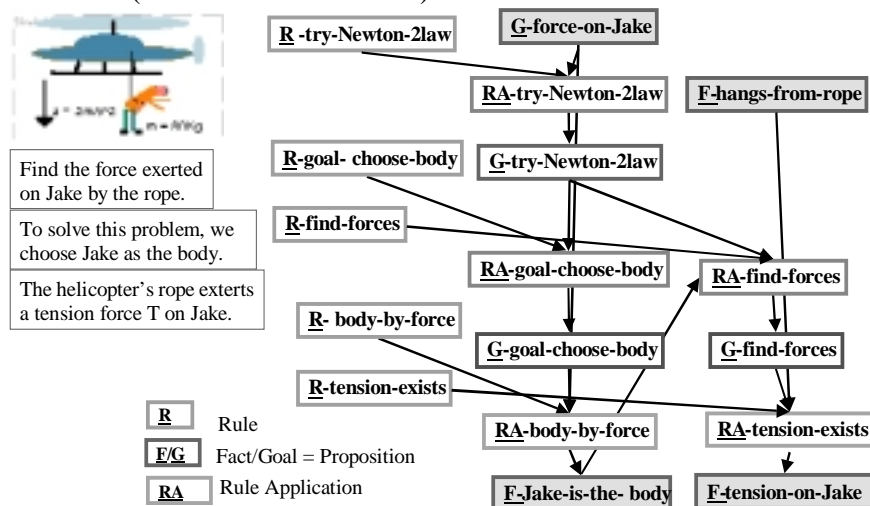 R -try-Newton-2law
G-force-on-Jake
RA-try-Newton-2law
F-hangs-from-rope
R-goal- choose-body
G-try-Newton-2law
Find the force exerted
on Jake by the rope.
R-find-forces
To solve this problem, we
choose Jake as the body.
RA-goal-choose-body
RA-find-forces
The helicopter's rope exterts
a tension force T on Jake.
R- body-by-force
G-goal-choose-body
G-find-forces
R-tension-exists
R
Rule
RA-body-by-force
RA-tension-exists
F/G
Fact/Goal = Proposition
RA
Rule Application
F-Jake-is-the- body
F-tension-on-Jake